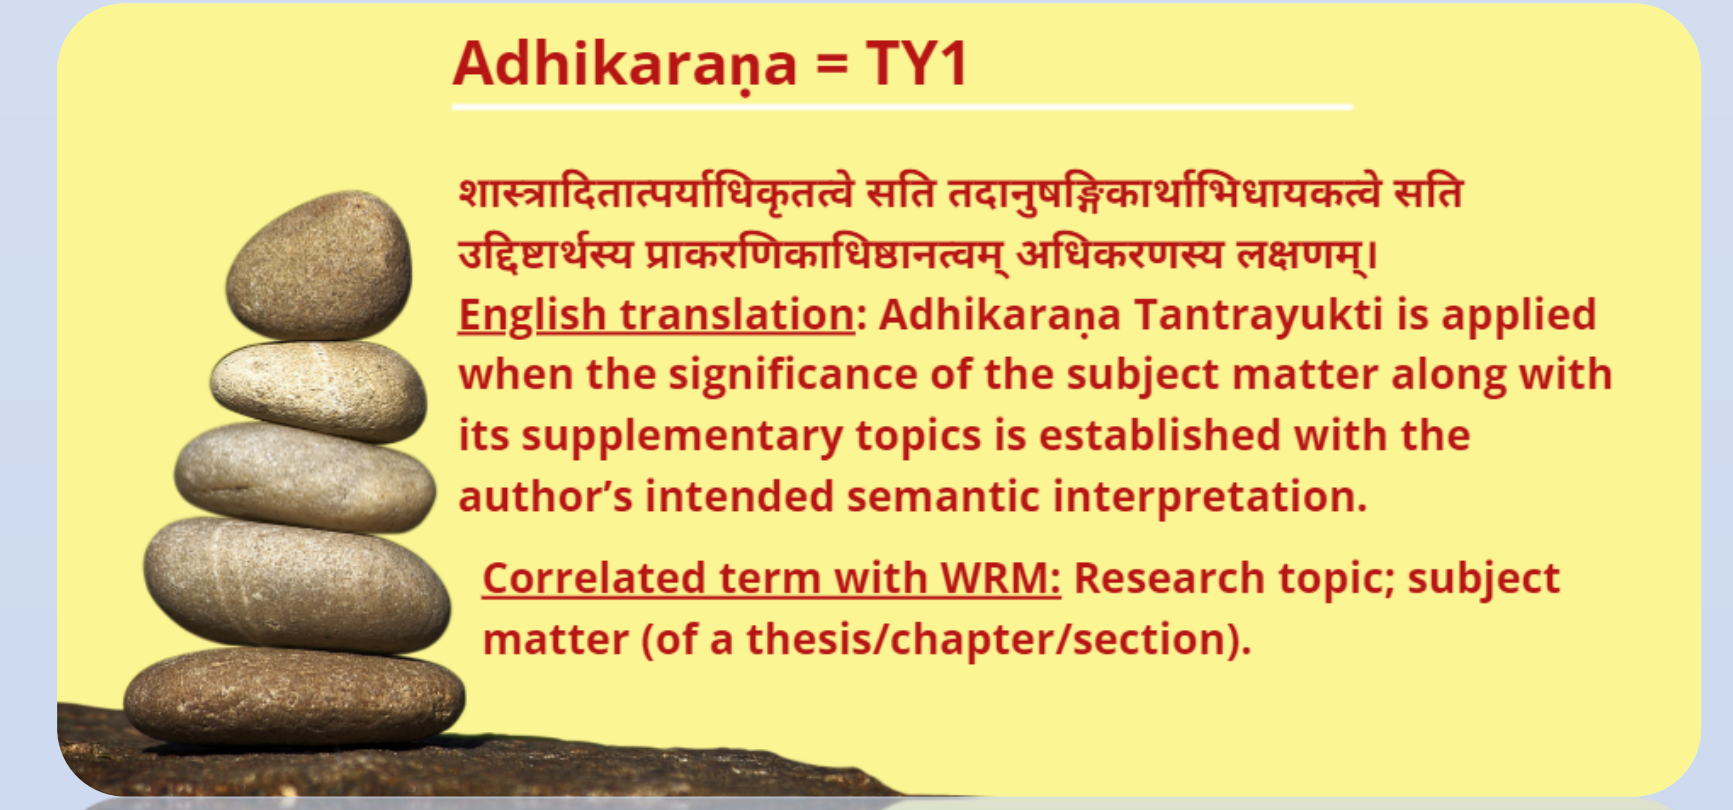 Adhikaraṇa = TY1
शास्त्रादितात्पर्याधिकृतत्वे सति तदानुषङ्गिकार्थाभिधायकत्वे सति
उद्दिष्टार्थस्य प्राकरणिकाधिष्ठानत्वम् अधिकरणस्य लक्षणम्।
English translation: Adhikaraṇa Tantrayukti is applied
when the significance of the subject matter along with
its supplementary topics is established with the
author’s intended semantic interpretation.
Correlated term with WRM: Research topic; subject
matter (of a thesis/chapter/section).